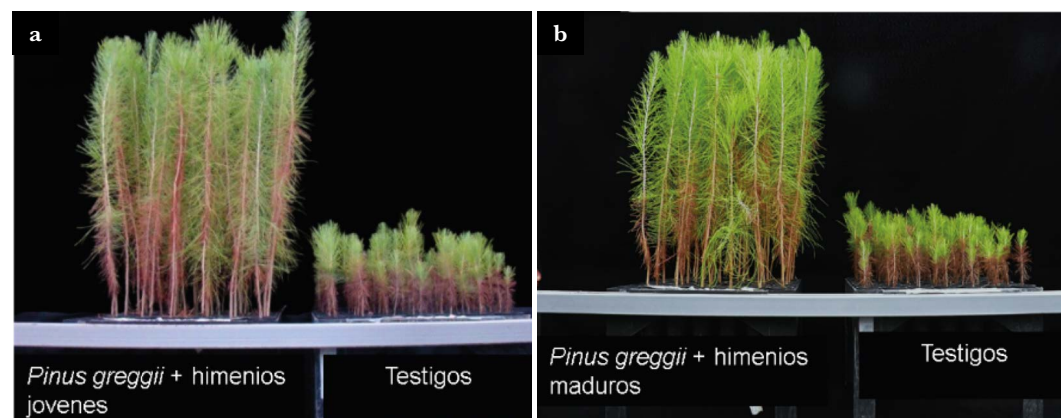 a
b
Pinus greggii + himenios
jovenes
Testigos
Pinus greggii + himenios
maduros
Testigos